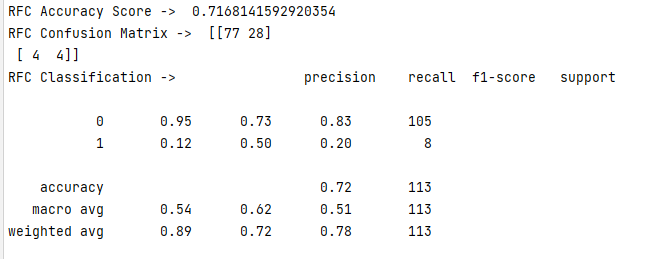 RFC Accuracy Score ->  0.7168141592920354
RFC Confusion Matrix ->  [[77 28]
 [ 4  4]]
RFC Classification ->                precision    recall  f1-score   support

           0       0.95      0.73      0.83       105
           1       0.12      0.50      0.20         8

    accuracy                           0.72       113
   macro avg       0.54      0.62      0.51       113
weighted avg       0.89      0.72      0.78       113